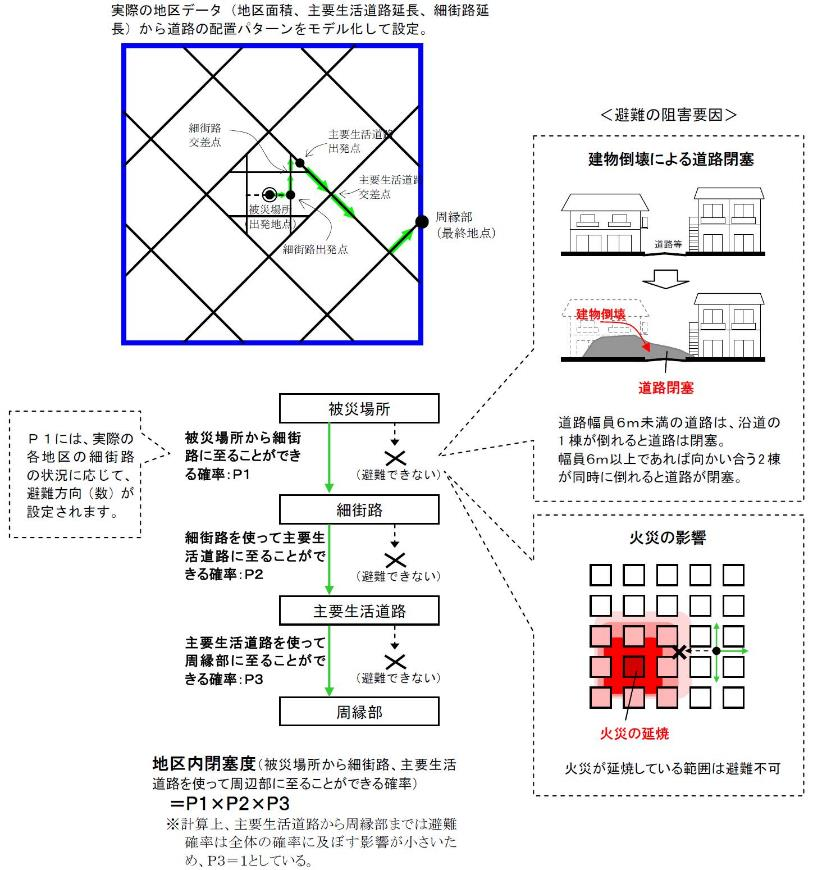 実際の地区データ（地区面積、主要生活道路延長、細街路延
長）から道路の配置パターンをモデル化して設定。
細街路
交差点
主要生活道路
出発点
主要生活道路
交差点
被災場所
（出発地点）
細街路出発点
周縁部
（最終地点）
＜避難の阻害要因＞
建物倒壊による道路閉塞
道路等
建物倒壊
道路閉塞
道路幅員６ｍ未満の道路は、沿道の
１棟が倒れると道路は閉塞。
幅員６ｍ以上であれば向かい合う２棟
が同時に倒れると道路が閉塞。
被災場所
Ｐ１には、実際の
各地区の細街路
の状況に応じて、
避難方向（数）が
設定されます。
被災場所から細街
路に至ることができ
る確率：P1
（避難できない）
細街路
細街路を使って主要生
活道路に至ることがで
きる確率：P2
（避難できない）
主要生活道路
主要生活道路を使って
周縁部に至ることがで
きる確率：P3
（避難できない）
周縁部
火災の影響
火災の延焼
火災が延焼している範囲は避難不可
地区内閉塞度（被災場所から細街路、主要生活
道路を使って周辺部に至ることができる確率）
＝P1×P2×P3
※計算上、主要生活道路から周縁部までは避難
確率は全体の確率に及ぼす影響が小さいた
め、P3＝1としている。